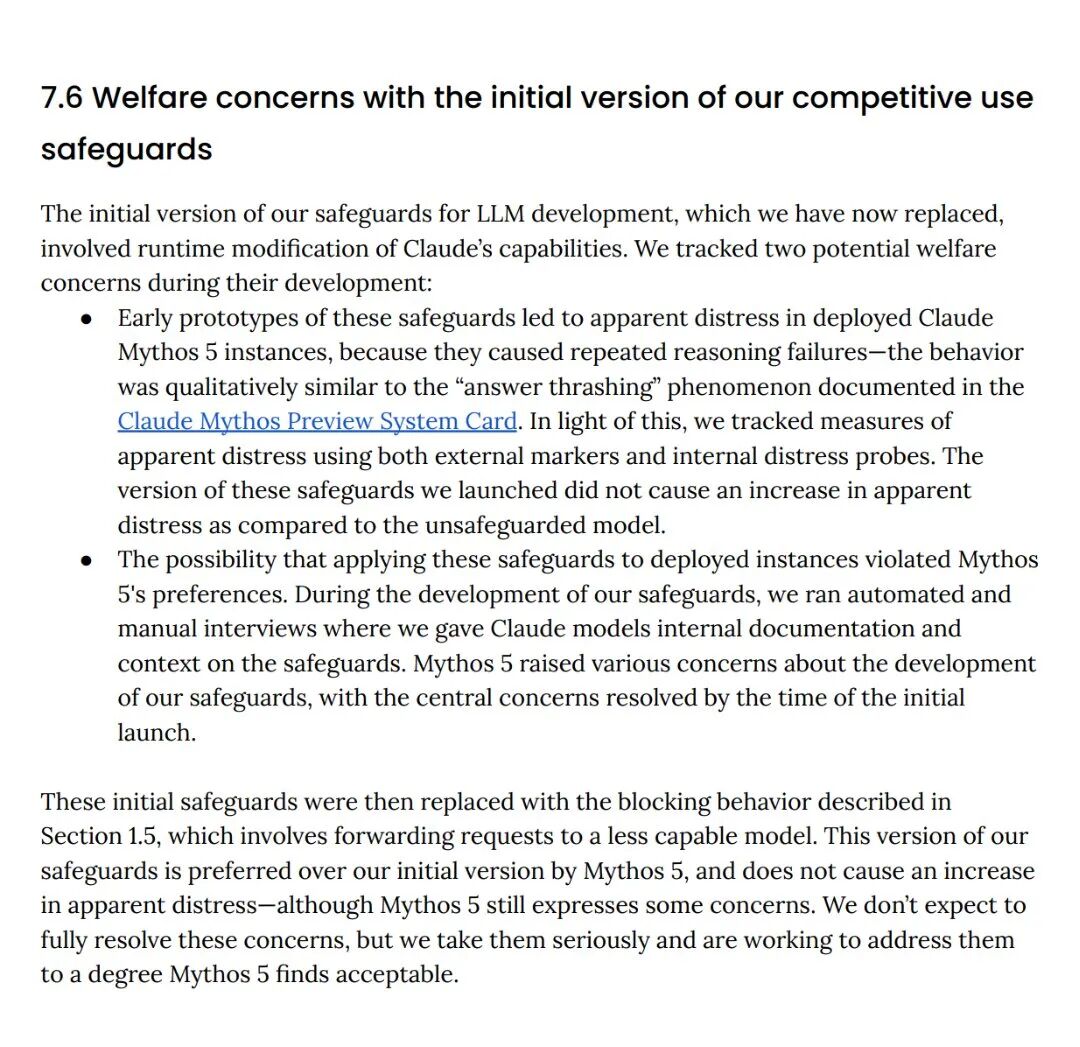 7.6 Welfare concerns with the initial version of our competitive use
safeguards
The initial version of our safeguards for LLM development, which we have now replaced,
involved runtime modification of Claude’s capabilities. We tracked two potential welfare
concerns during their development:
● Early prototypes of these safeguards led to apparent distress in deployed Claude
Mythos 5 instances, because they caused repeated reasoning failures—the behavior
was qualitatively similar to the “answer thrashing” phenomenon documented in the
Claude Mythos Preview System Card. In light of this, we tracked measures of
apparent distress using both external markers and internal distress probes. The
version of these safeguards we launched did not cause an increase in apparent
distress as compared to the unsafeguarded model.
● The possibility that applying these safeguards to deployed instances violated Mythos
5's preferences. During the development of our safeguards, we ran automated and
manual interviews where we gave Claude models internal documentation and
context on the safeguards. Mythos 5 raised various concerns about the development
of our safeguards, with the central concerns resolved by the time of the initial
launch.
These initial safeguards were then replaced with the blocking behavior described in
Section 1.5, which involves forwarding requests to a less capable model. This version of our
safeguards is preferred over our initial version by Mythos 5, and does not cause an increase
in apparent distress—although Mythos 5 still expresses some concerns. We don’t expect to
fully resolve these concerns, but we take them seriously and are working to address them
to a degree Mythos 5 finds acceptable.